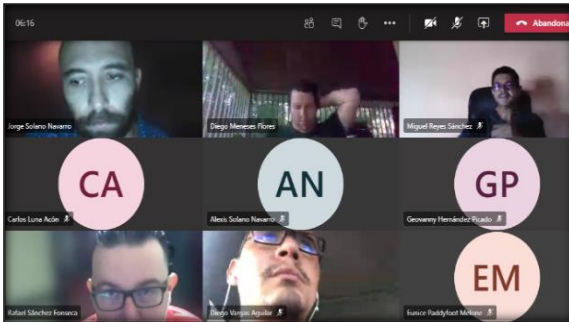 06:16
Abandona
Jorge Solano Navarro
Diego Meneses Flores
Miguel Reyes Sánchez
CA
AN
GP
Carlos Luna Acón
Alexis Solano Navarro
Geovanny Hernández Picado
EM
Rafael Sánchez Fonseca
Diego Vargas Aguilar
Eunice Paddyfoot Melone